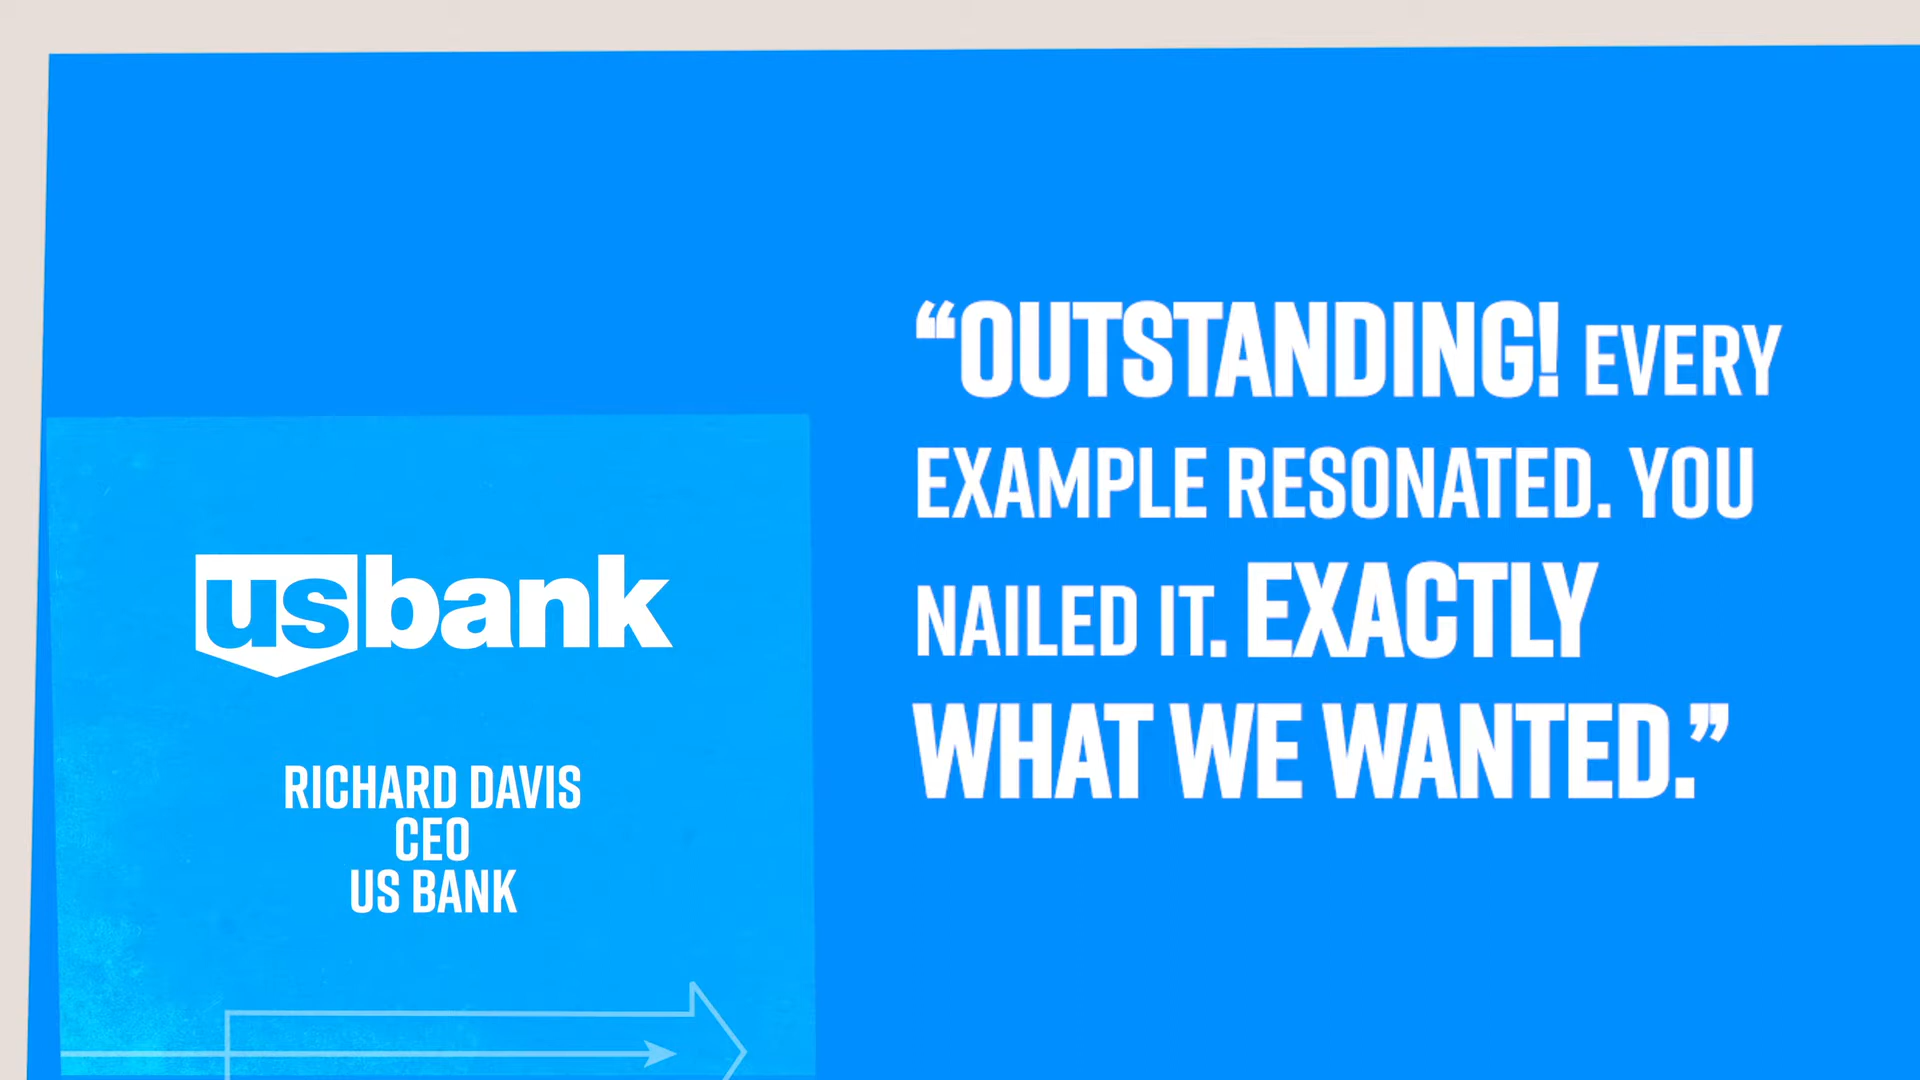 usbank
RICHARD DAVIS
CEO
US BANK
“OUTSTANDING! EVERY
EXAMPLE RESONATED. YOU
NAILED IT. EXACTLY
WHAT WE WANTED.”